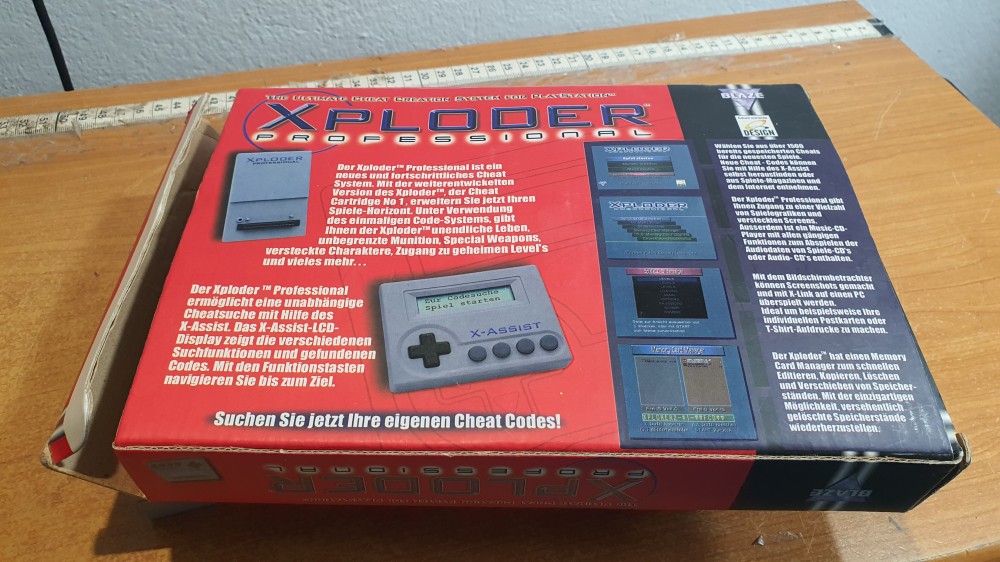 THE ULTIMATE CHEAT CREATION SYSTEM FOR PLAYSTATION™
XPLODER™
PROFESSIONAL
XPLODER
PROFESSIONAL
Der Xploder™ Professional ist ein
neues und fortschrittliches Cheat
System. Mit der weiterentwickelten
Version des Xploder™, der Cheat
Cartridge No 1, erweitern Sie jetzt Ihren
Spiele-Horizont. Unter Verwendung
des einmaligen Code-Systems, gibt
Ihnen der Xploder™ unendliche Leben,
unbegrenzte Munition, Special Weapons,
versteckte Charaktere, Zugang zu geheimen Level's
und vieles mehr. . .
Der Xploder ™ Professional
ermöglicht eine unabhängige
Cheatsuche mit Hilfe des
X-Assist. Das X-Assist-LCD-
Display zeigt die verschiedenen
Suchfunktionen und gefundenen
Codes. Mit den Funktionstasten
navigieren Sie bis zum Ziel.
Zur Codesuche
Spiel starten
X-ASSIST
Suchen Sie jetzt Ihre eigenen Cheat Codes!
XPLODER
Spiel starten
XPLODER
BLAZE
DESIGN
Wählen Sie aus über 1500
bereits gespeicherten Cheats
für die neuesten Spiele.
Neue Cheat - Codes können
Sie mit Hilfe des X-Assist
selbst herausfinden oder
aus Spiele-Magazinen und
dem Internet entnehmen.
Der Xploder™ Professional gibt
Ihnen Zugang zu einer Vielzahl
von Spielegrafiken und
versteckten Screens.
Ausserdem ist ein Music-CD-
Player mit allen gängigen
Funktionen zum Abspielen der
Audiodaten von Spiele-CD's
oder Audio- CD's enthalten.
Mit dem Bildschirmbetrachter
können Screenshots gemacht
und mit X-Link auf einen PC
überspielt werden.
Ideal um beispielsweise Ihre
individuellen Postkarten oder
T-Shirt-Aufdrucke zu machen.
Der Xploder™ hat einen Memory
Card Manager zum schnellen
Editieren, Kopieren, Löschen
und Verschieben von Speicher-
ständen. Mit der einzigartigen
Möglichkeit, versehentlich
gelöschte Speicherstände
wiederherzustellen.
XPLODER
PROFESSIONAL
BLAZE